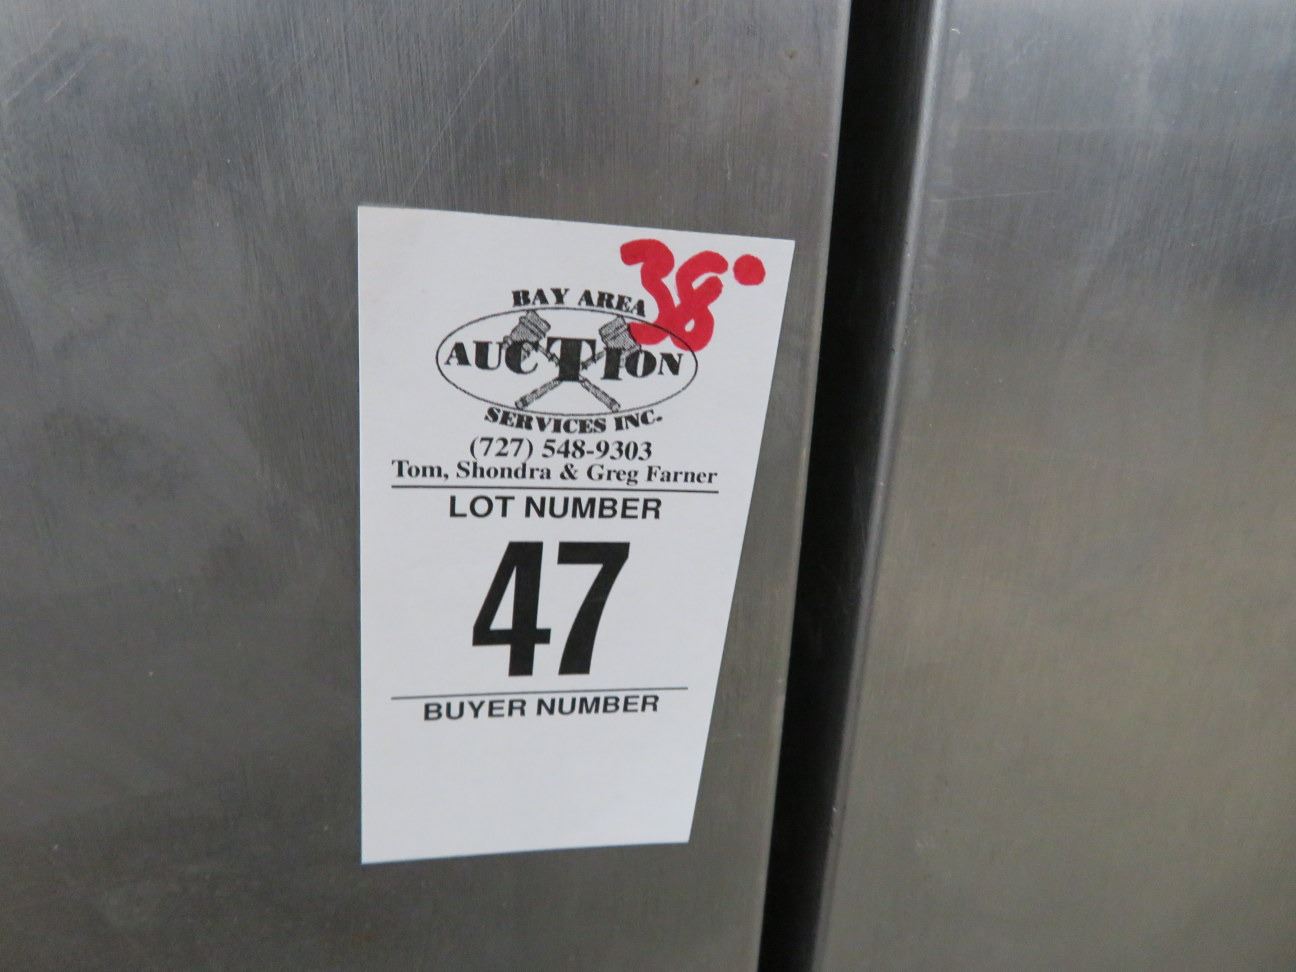 38°
BAY AREA
AUCTION
SERVICES INC.
(727) 548-9303
Tom, Shondra & Greg Farner
LOT NUMBER
47
BUYER NUMBER